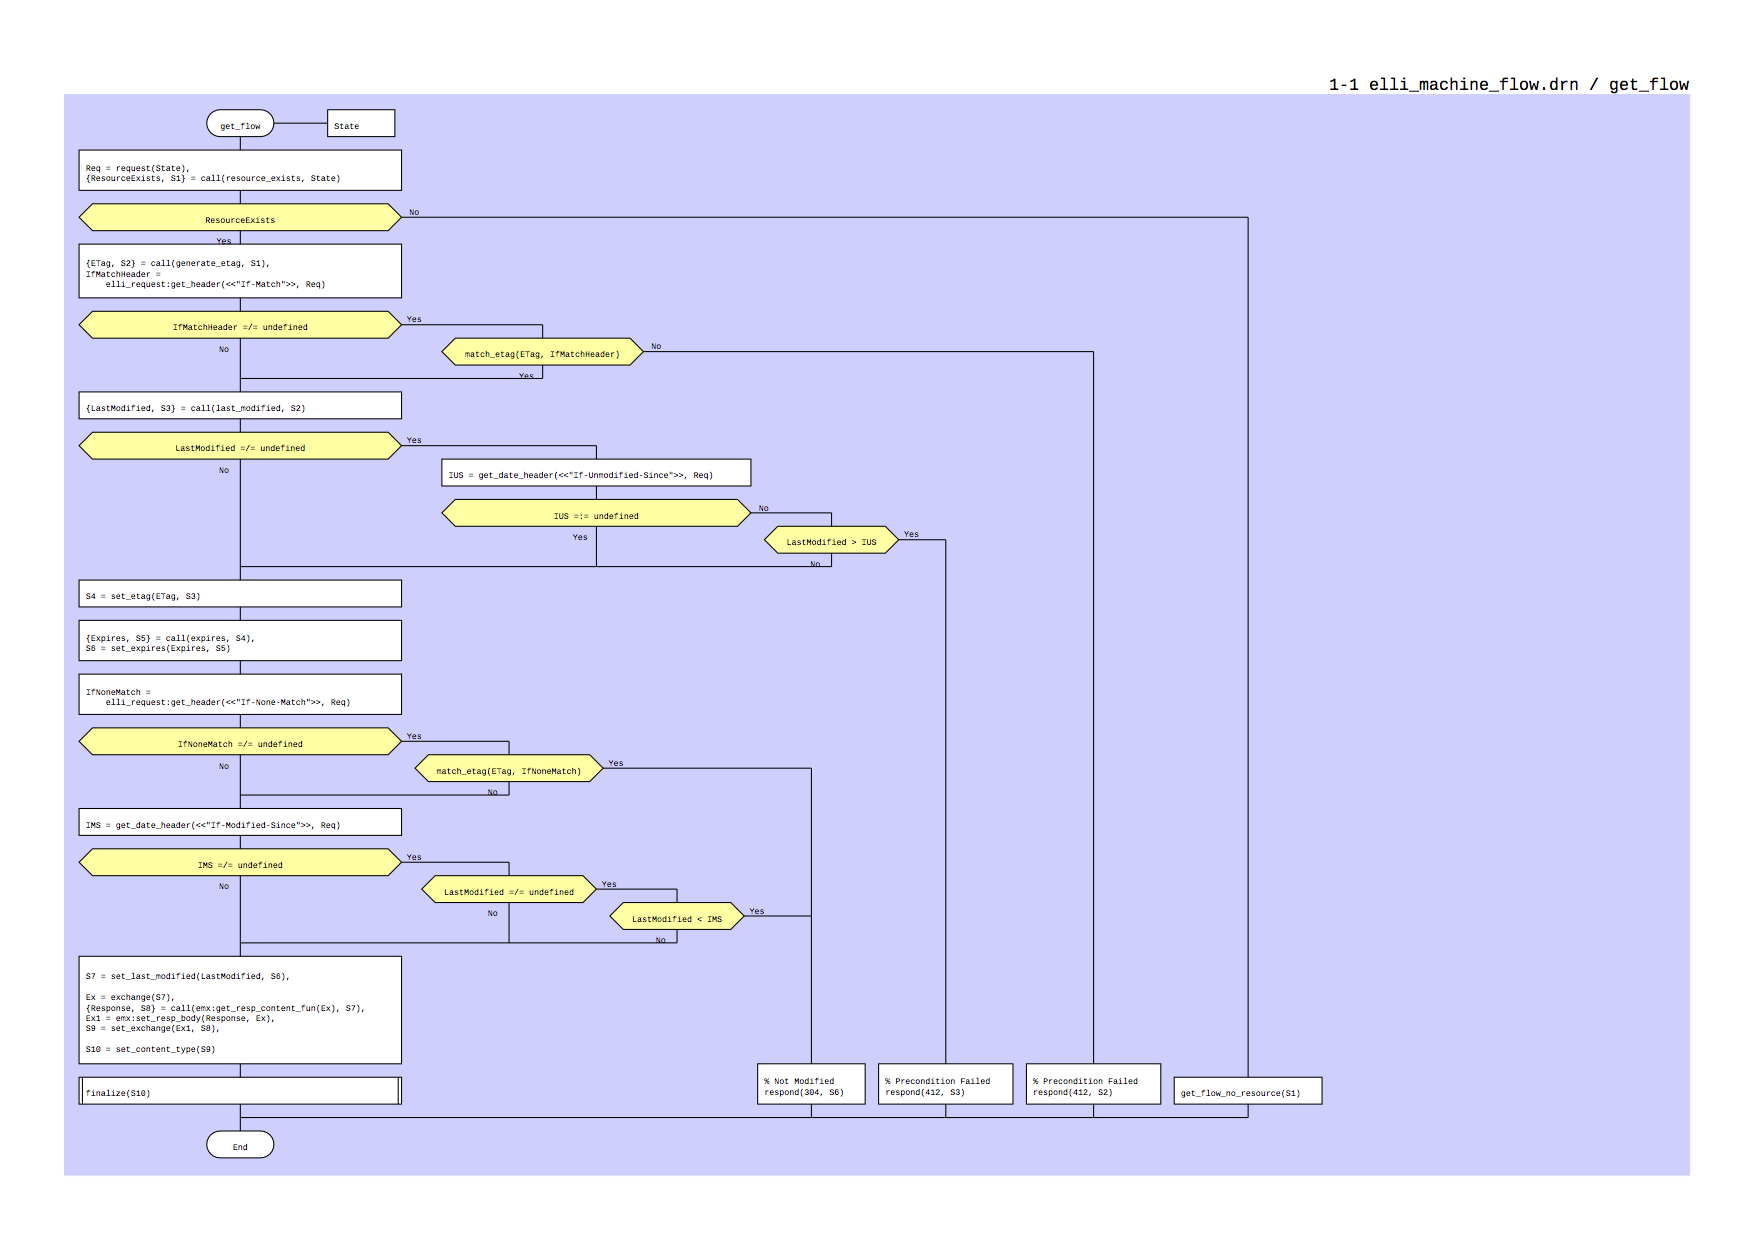 1-1 elli_machine_flow.drn / get_flow
get_flow
State
Req = request(State),
{ResourceExists, S1} = call(resource_exists, State)
ResourceExists
No
Yes
{ETag, S2} = call(generate_etag, S1),
IfMatchHeader =
    elli_request:get_header(<<"If-Match">>, Req)
IfMatchHeader =/= undefined
Yes
No
match_etag(ETag, IfMatchHeader)
No
Yes
{LastModified, S3} = call(last_modified, S2)
LastModified =/= undefined
Yes
No
IUS = get_date_header(<<"If-Unmodified-Since">>, Req)
IUS =:= undefined
No
Yes
LastModified > IUS
Yes
No
S4 = set_etag(ETag, S3)
{Expires, S5} = call(expires, S4),
S6 = set_expires(Expires, S5)
IfNoneMatch =
    elli_request:get_header(<<"If-None-Match">>, Req)
IfNoneMatch =/= undefined
Yes
No
match_etag(ETag, IfNoneMatch)
Yes
No
IMS = get_date_header(<<"If-Modified-Since">>, Req)
IMS =/= undefined
Yes
No
LastModified =/= undefined
Yes
No
LastModified < IMS
Yes
No
S7 = set_last_modified(LastModified, S6),
Ex = exchange(S7),
{Response, S8} = call(emx:get_resp_content_fun(Ex), S7),
Ex1 = emx:set_resp_body(Response, Ex),
S9 = set_exchange(Ex1, S8),
S10 = set_content_type(S9)
finalize(S10)
% Not Modified
respond(304, S6)
% Precondition Failed
respond(412, S3)
% Precondition Failed
respond(412, S2)
get_flow_no_resource(S1)
End